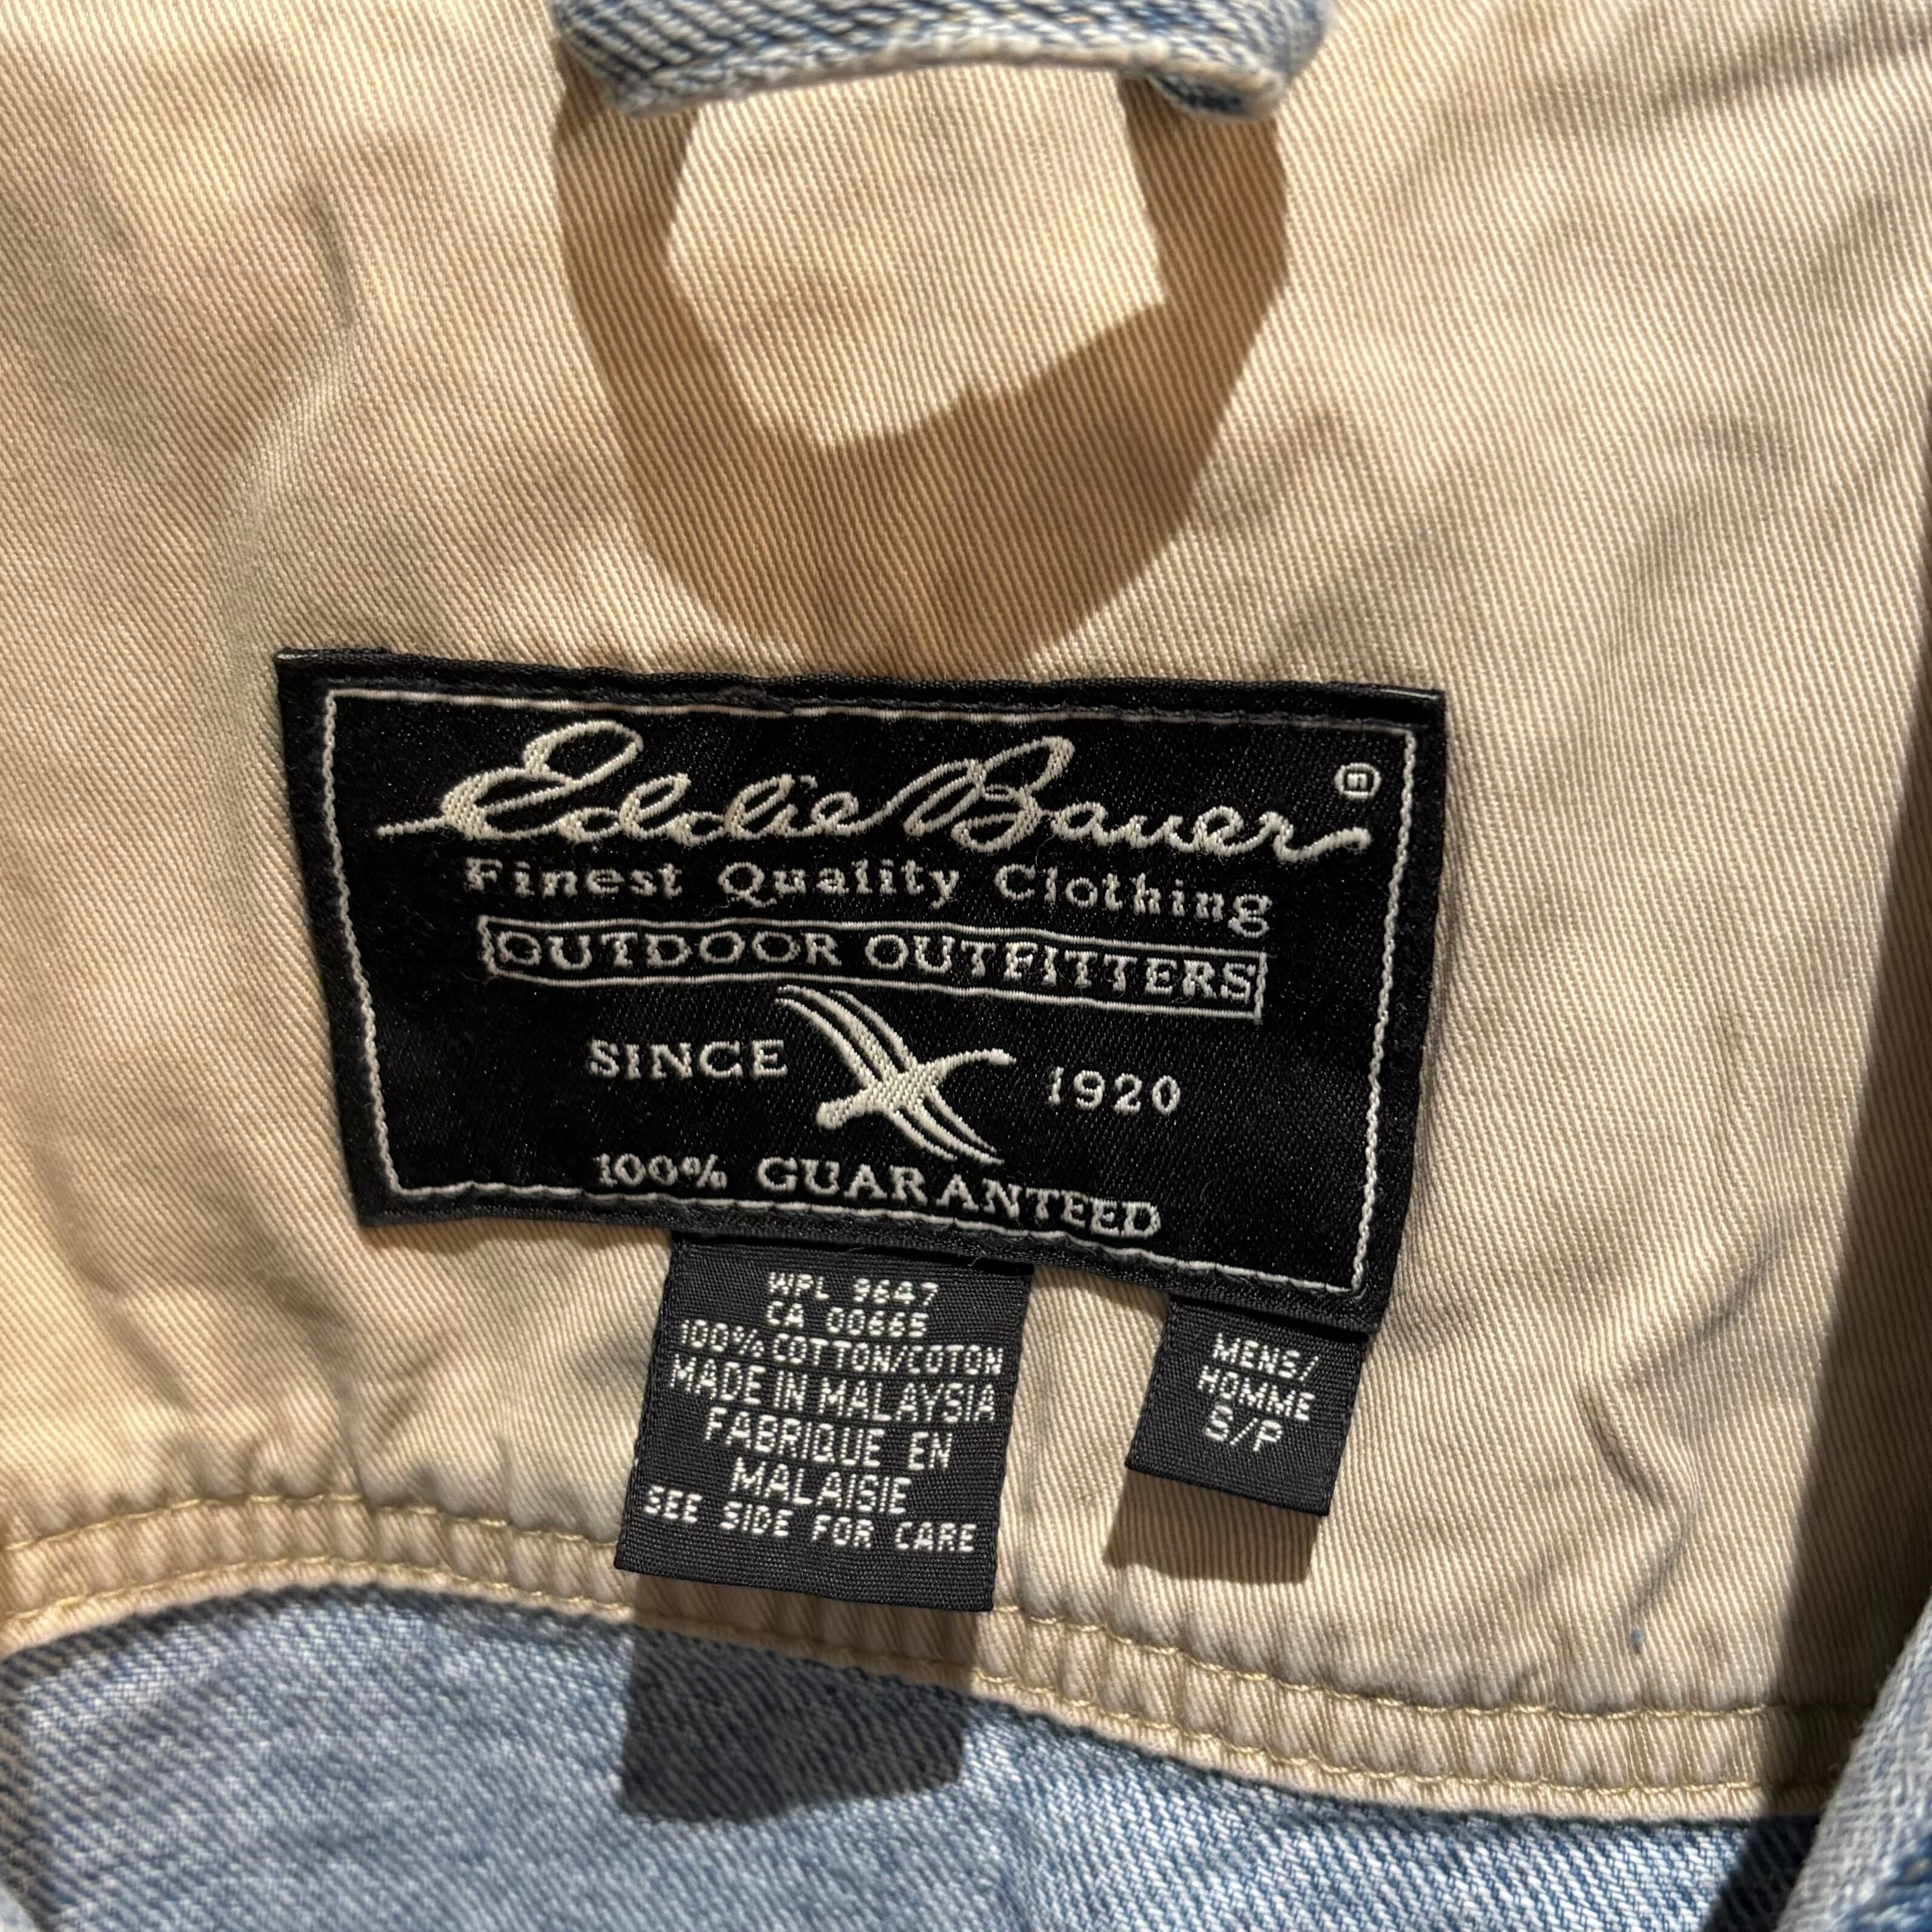 Eddie Bauer ®
Finest Quality Clothing
OUTDOOR OUTFITTERS
SINCE 1920
100% GUARANTEED
WPL 9647
CA 00665
100% COTTON/COTON
MADE IN MALAYSIA
FABRIQUE EN
MALAISIE
SEE SIDE FOR CARE
MENS/
HOMME
S/P